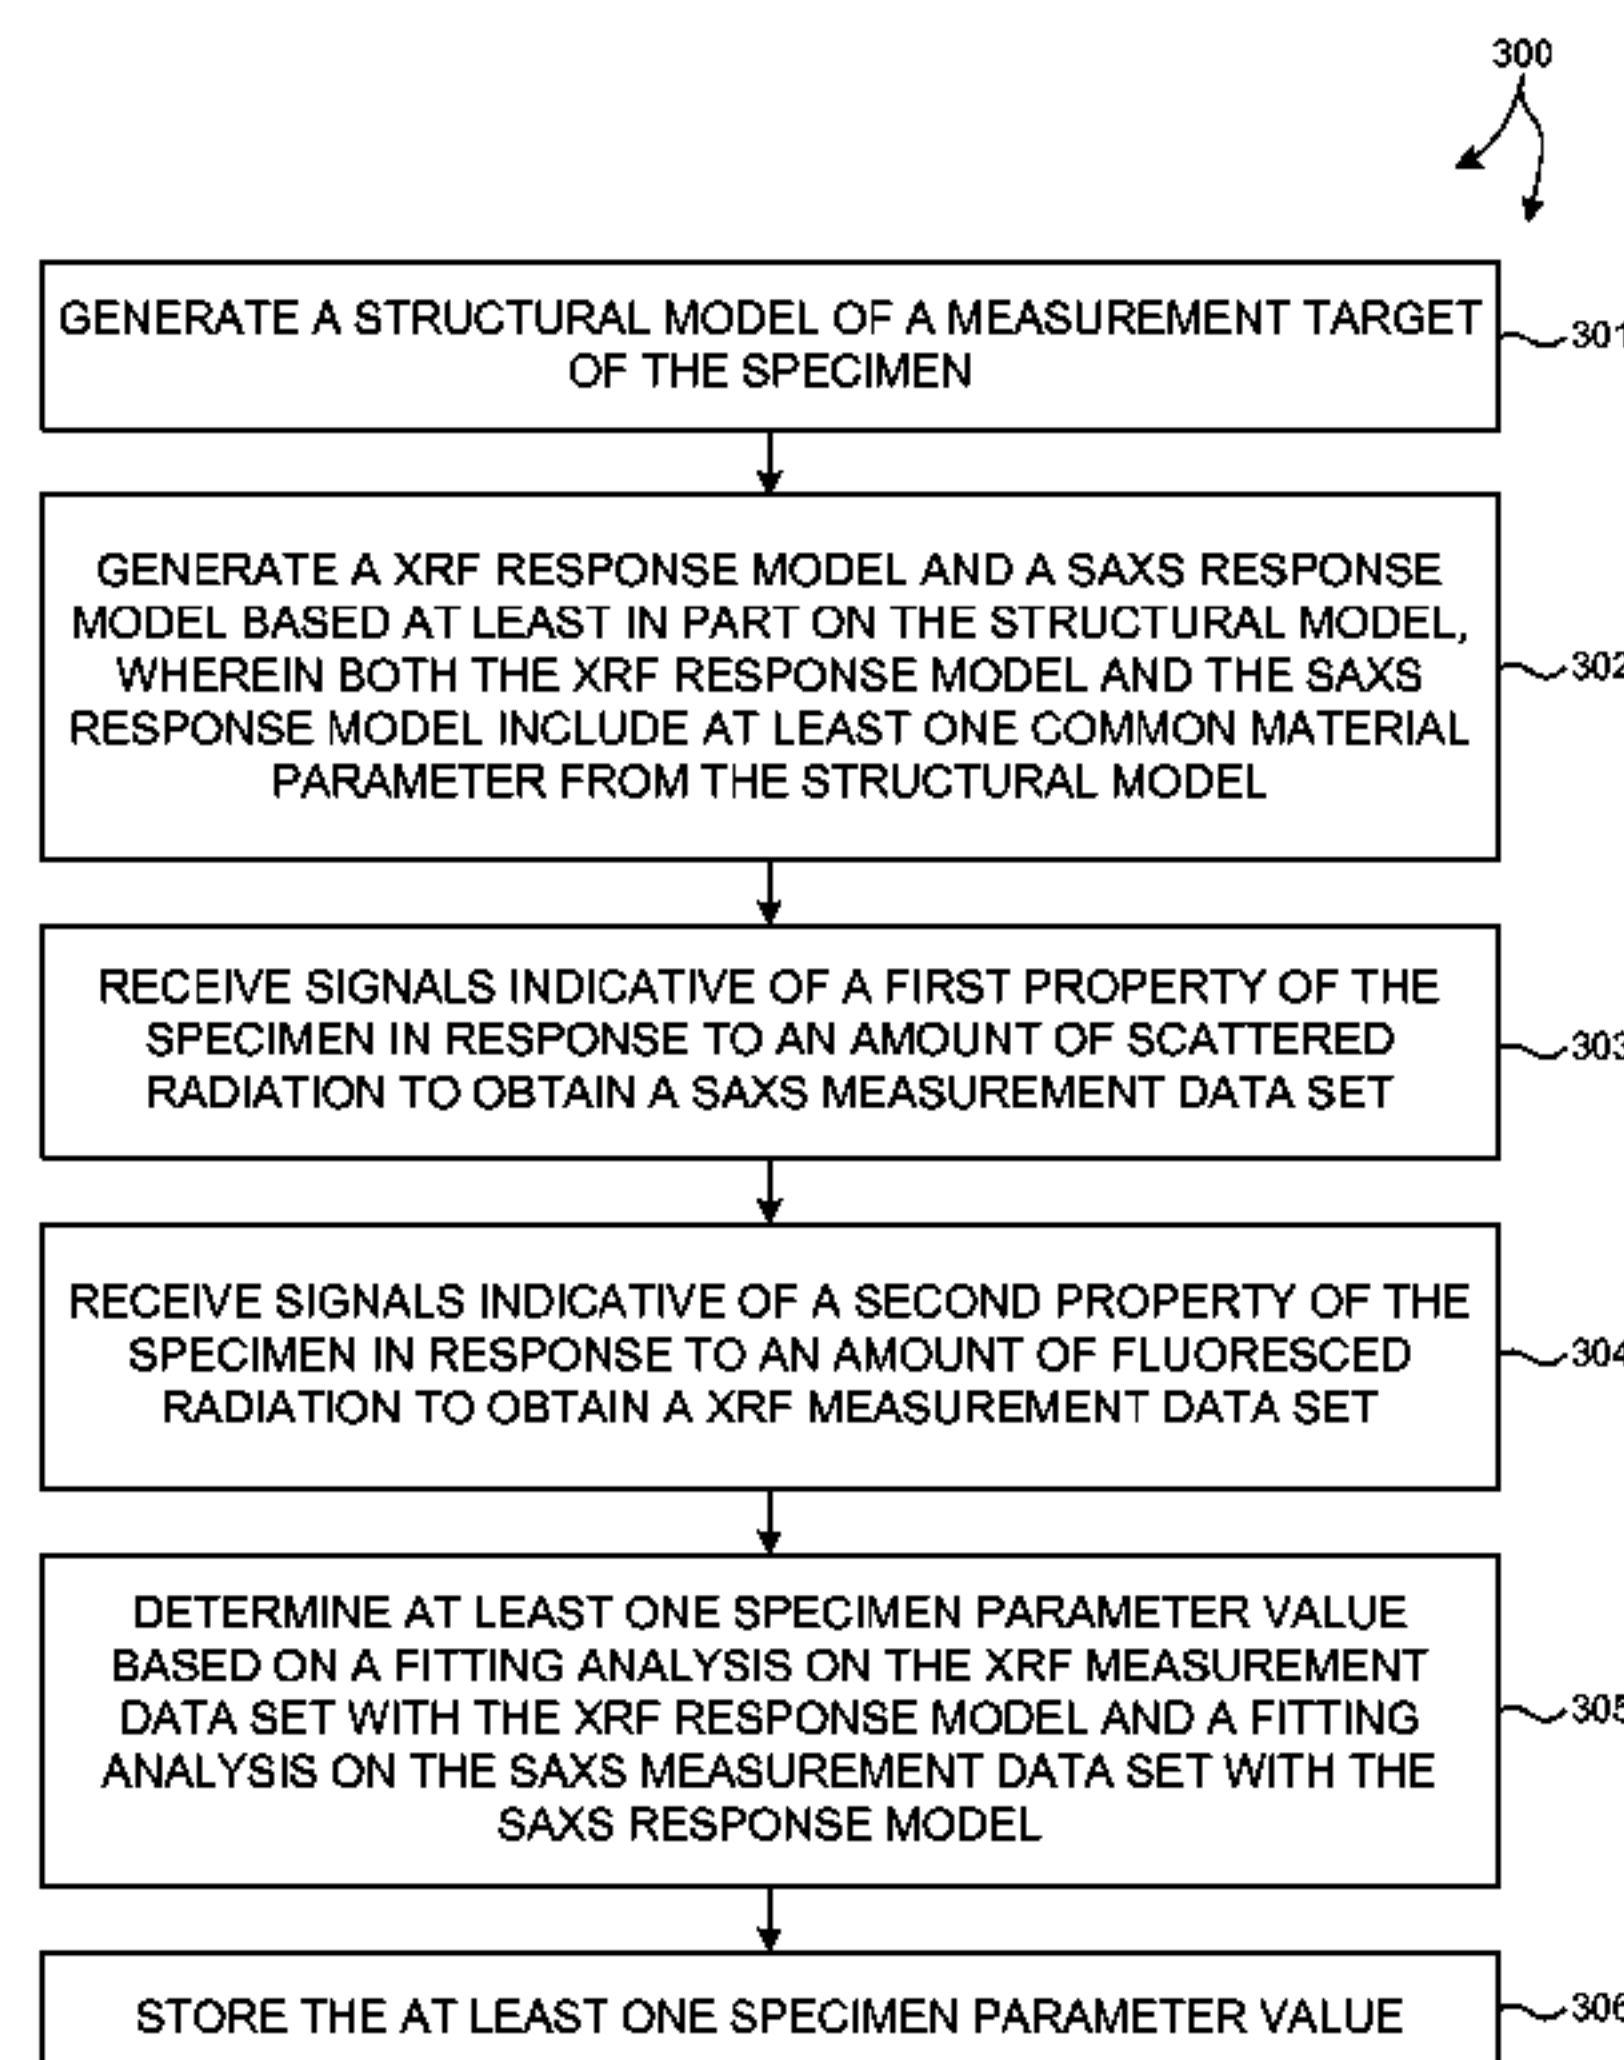 300
GENERATE A STRUCTURAL MODEL OF A MEASUREMENT TARGET
OF THE SPECIMEN
301
GENERATE A XRF RESPONSE MODEL AND A SAXS RESPONSE
MODEL BASED AT LEAST IN PART ON THE STRUCTURAL MODEL,
WHEREIN BOTH THE XRF RESPONSE MODEL AND THE SAXS
RESPONSE MODEL INCLUDE AT LEAST ONE COMMON MATERIAL
PARAMETER FROM THE STRUCTURAL MODEL
302
RECEIVE SIGNALS INDICATIVE OF A FIRST PROPERTY OF THE
SPECIMEN IN RESPONSE TO AN AMOUNT OF SCATTERED
RADIATION TO OBTAIN A SAXS MEASUREMENT DATA SET
303
RECEIVE SIGNALS INDICATIVE OF A SECOND PROPERTY OF THE
SPECIMEN IN RESPONSE TO AN AMOUNT OF FLUORESCED
RADIATION TO OBTAIN A XRF MEASUREMENT DATA SET
304
DETERMINE AT LEAST ONE SPECIMEN PARAMETER VALUE
BASED ON A FITTING ANALYSIS ON THE XRF MEASUREMENT
DATA SET WITH THE XRF RESPONSE MODEL AND A FITTING
ANALYSIS ON THE SAXS MEASUREMENT DATA SET WITH THE
SAXS RESPONSE MODEL
305
STORE THE AT LEAST ONE SPECIMEN PARAMETER VALUE
306